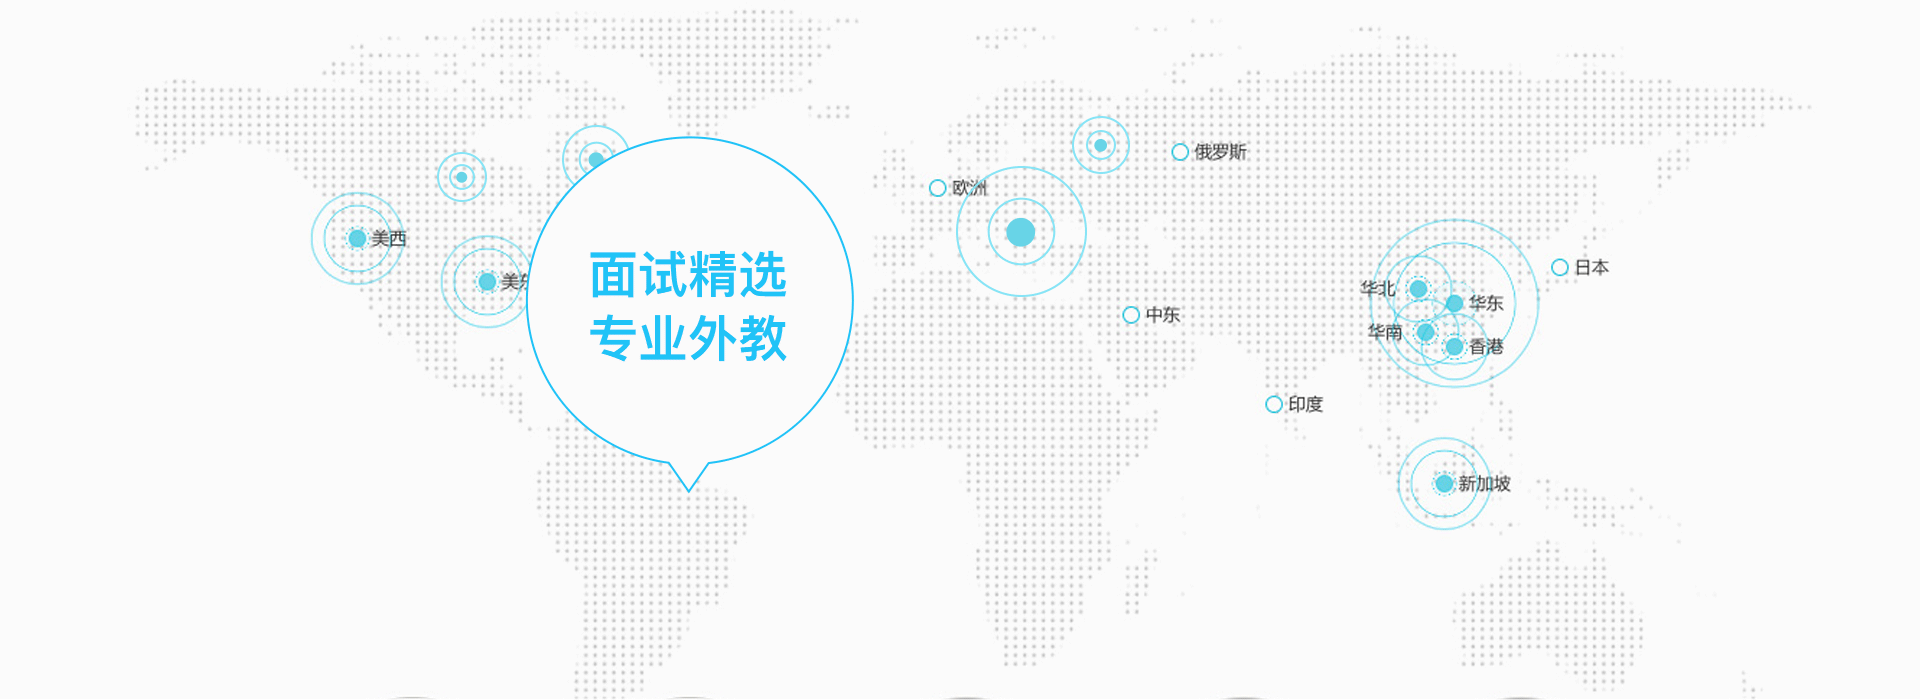 俄罗斯
欧洲
美西
美东
面试精选
专业外教
日本
华北
华东
中东
华南
香港
印度
新加坡